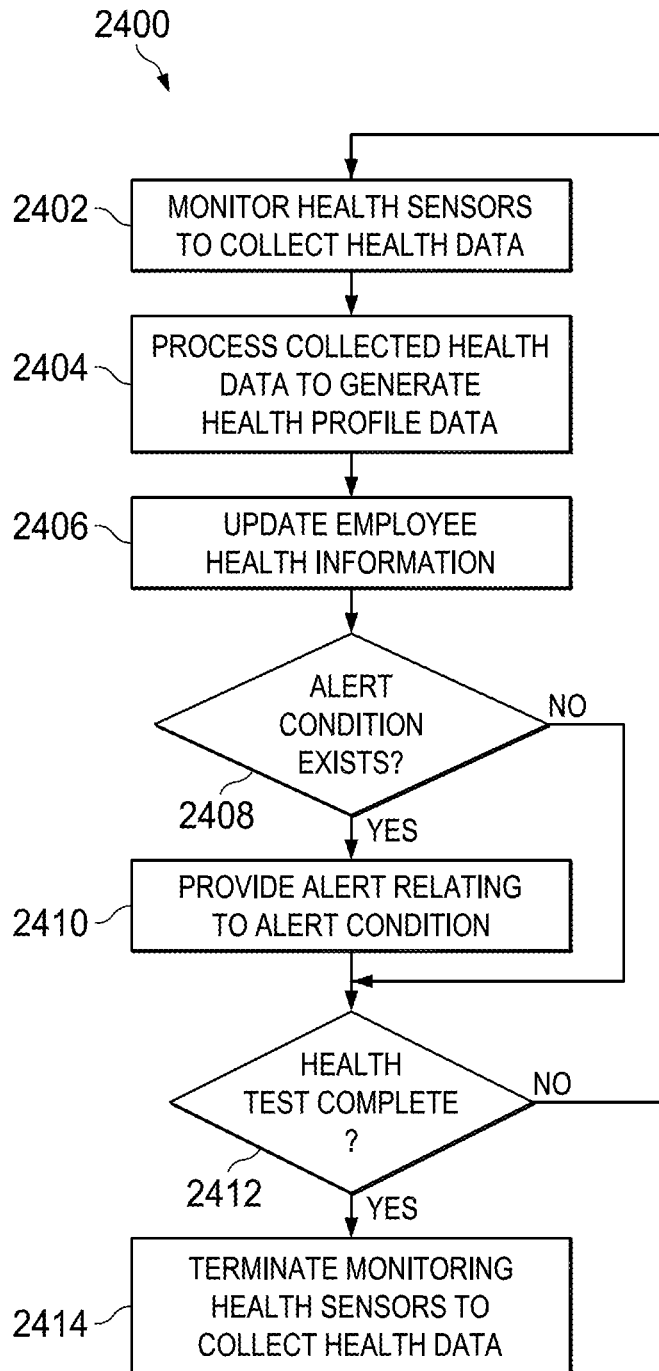 2400
2402
MONITOR HEALTH SENSORS
TO COLLECT HEALTH DATA
2404
PROCESS COLLECTED HEALTH
DATA TO GENERATE
HEALTH PROFILE DATA
2406
UPDATE EMPLOYEE
HEALTH INFORMATION
ALERT
CONDITION
EXISTS?
NO
2408
YES
2410
PROVIDE ALERT RELATING
TO ALERT CONDITION
HEALTH
TEST COMPLETE
?
NO
2412
YES
2414
TERMINATE MONITORING
HEALTH SENSORS TO
COLLECT HEALTH DATA